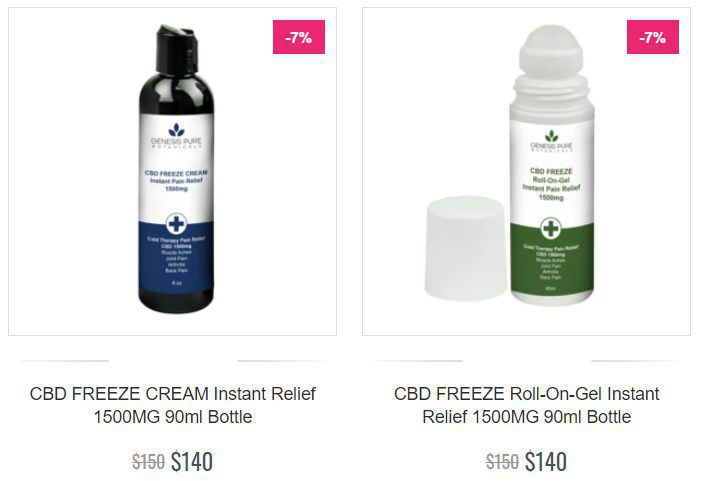 -7%
GENESIS PURE
BOTANICALS
CBD FREEZE CREAM
Instant Pain Relief
1500mg
Cold Therapy Pain Relief
CBD 1500mg
Muscle Aches
Joint Pain
Arthritis
Back Pain
6 oz
CBD FREEZE CREAM Instant Relief
1500MG 90ml Bottle
$150 $140
-7%
GENESIS PURE
BOTANICALS
CBD FREEZE
Roll-On-Gel
Instant Pain Relief
1500mg
Cold Therapy Pain Relief
CBD 1500mg
Muscle Aches
Joint Pain
Arthritis
Back Pain
90ml
CBD FREEZE Roll-On-Gel Instant
Relief 1500MG 90ml Bottle
$150 $140